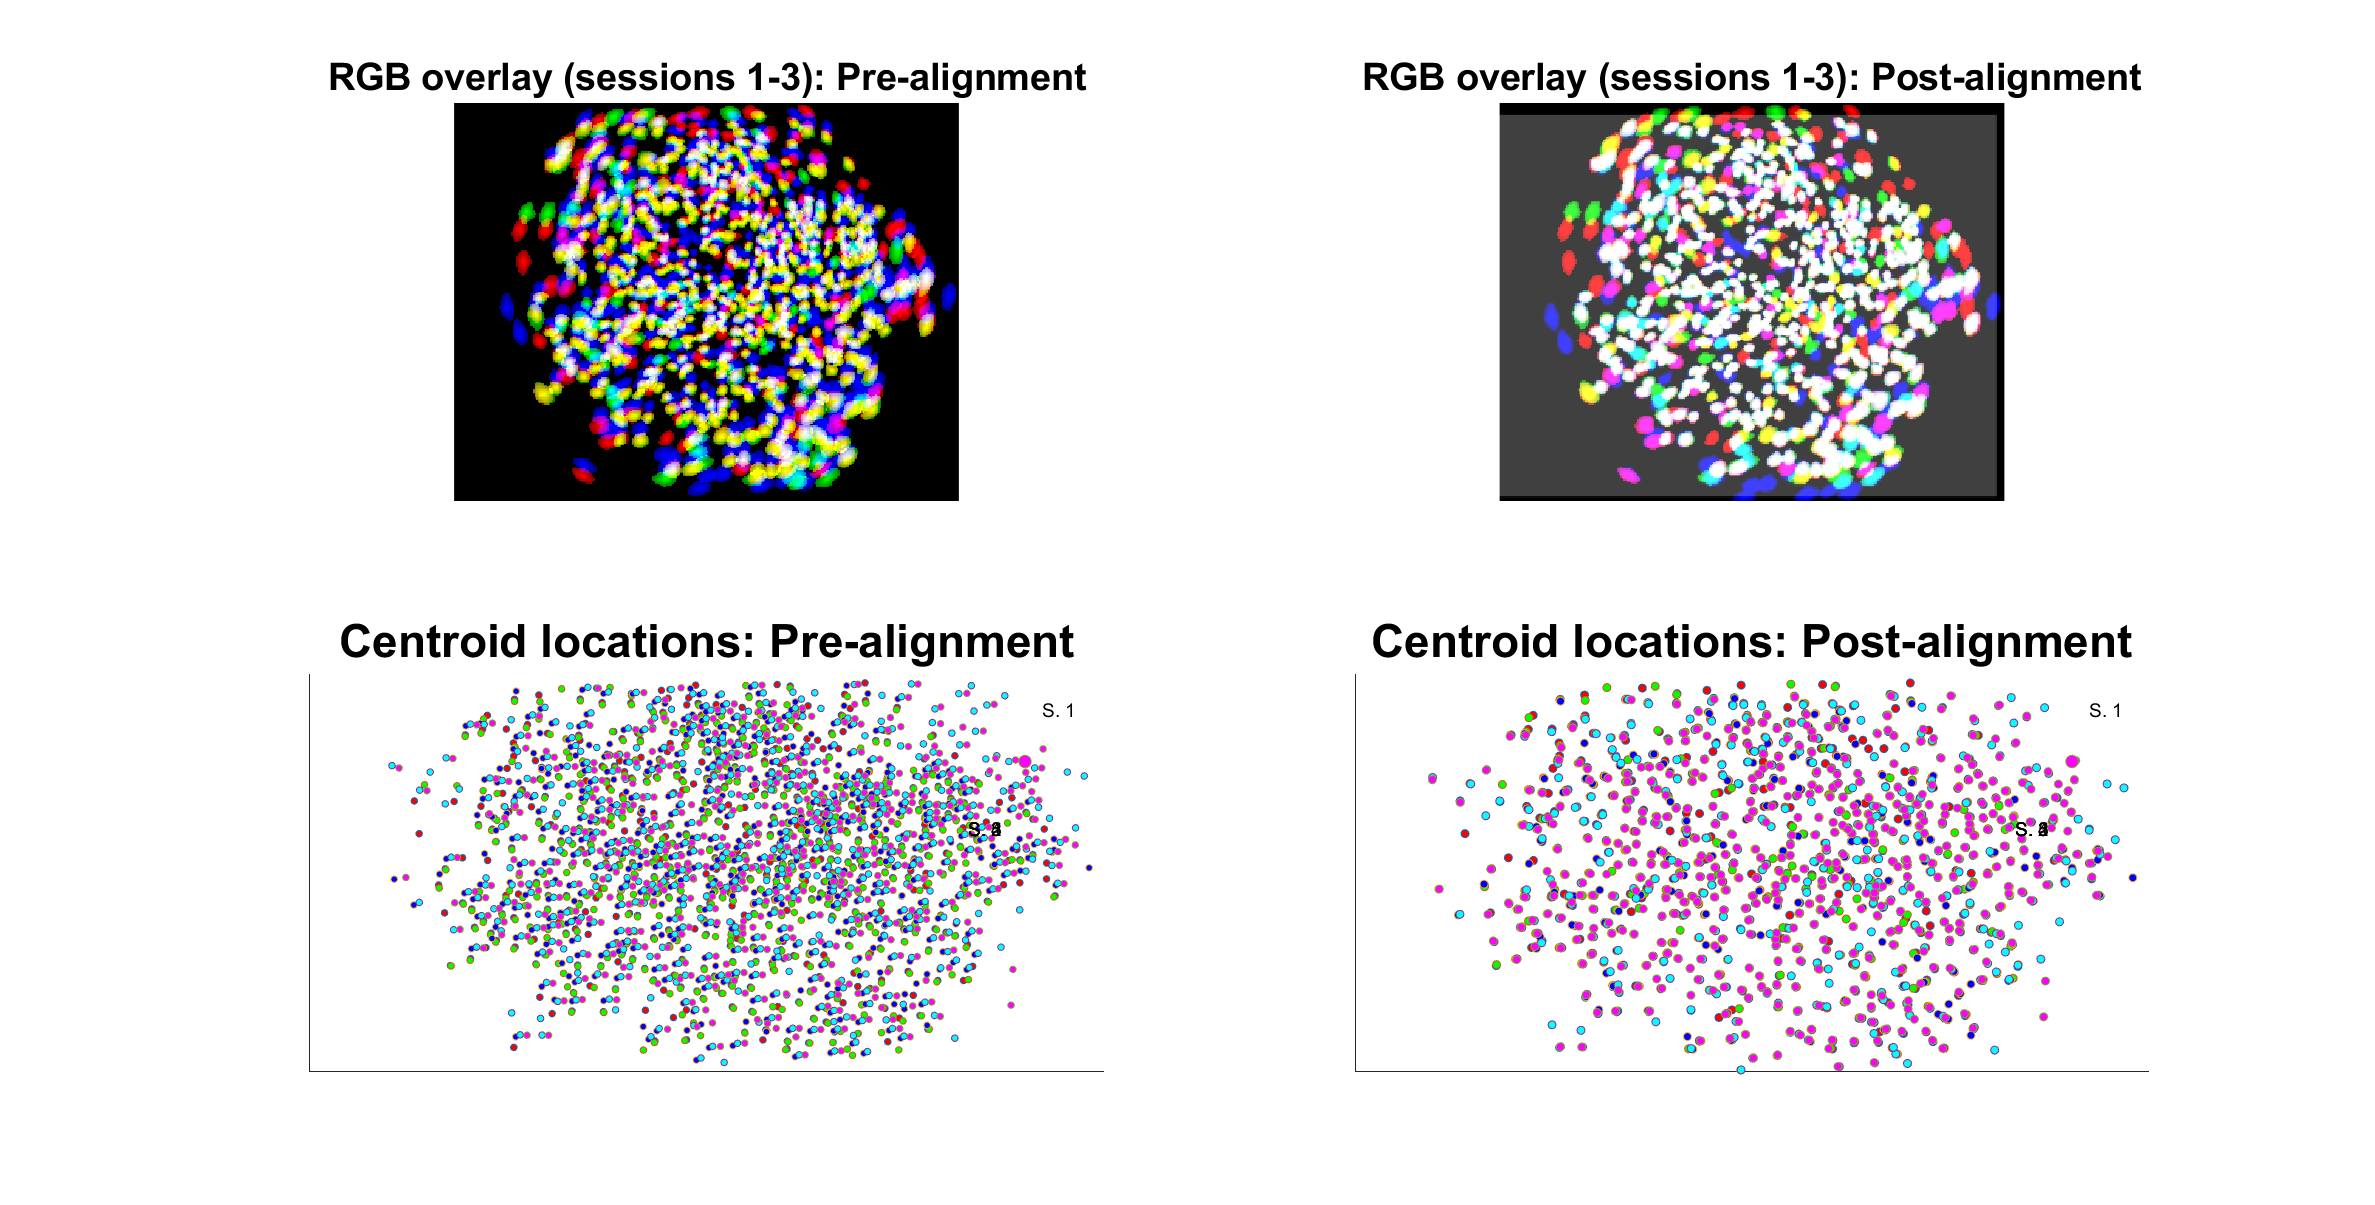 RGB overlay (sessions 1-3): Pre-alignment
RGB overlay (sessions 1-3): Post-alignment
Centroid locations: Pre-alignment
Centroid locations: Post-alignment
S. 1
S. 1
S.
S.